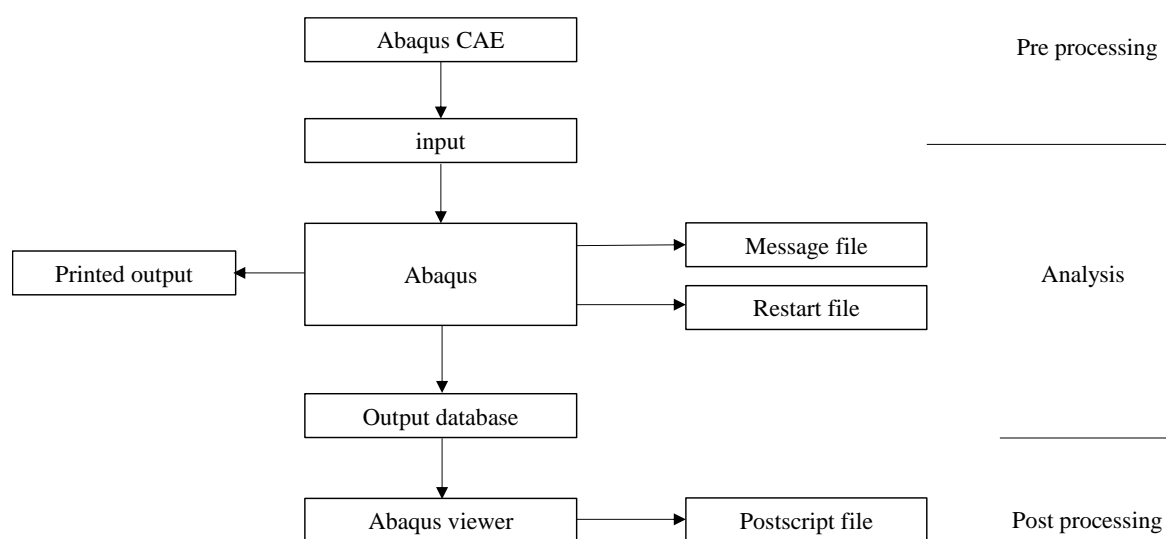 Abaqus CAE
Pre processing
input
Abaqus
Message file
Printed output
Analysis
Restart file
Output database
Abaqus viewer
Postscript file
Post processing